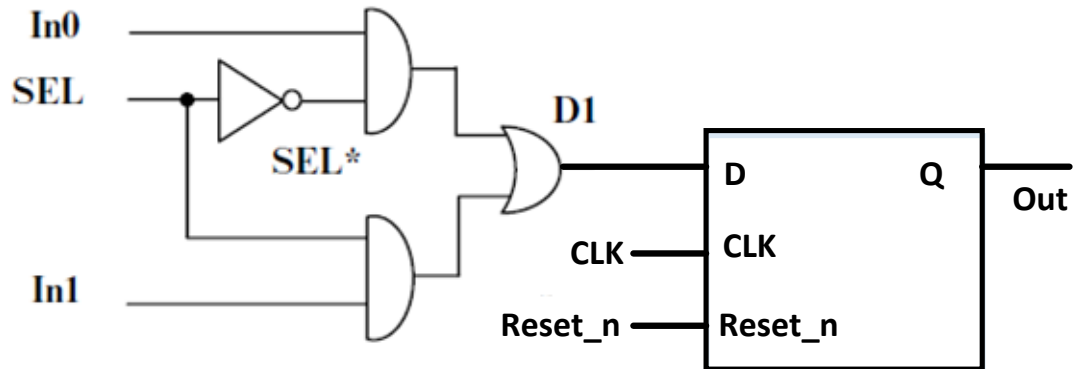 In0
SEL
SEL*
In1
D1
D
Q
Out
CLK
CLK
Reset_n
Reset_n